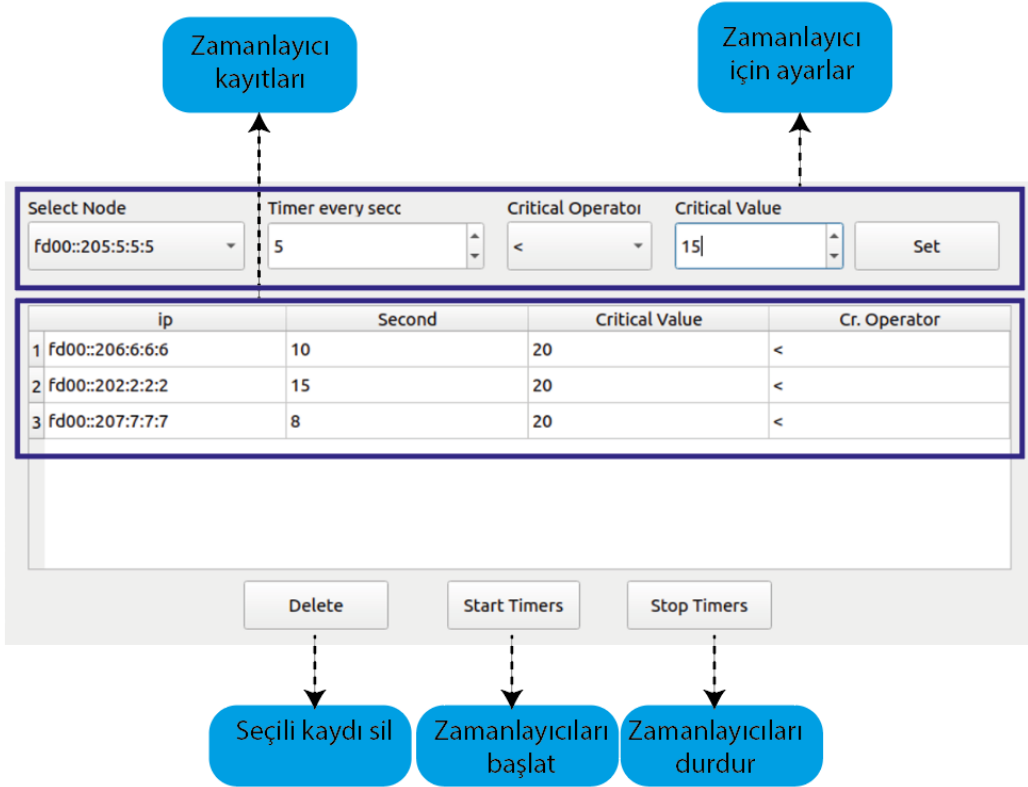 Zamanlayıcı
kayıtları
Zamanlayıcı
için ayarlar
Select Node Timer every secc Critical Operator Critical Value
fd00::205:5:5:5 5 < 15 Set
ip Second Critical Value Cr. Operator
1 fd00::206:6:6:6 10 20 <
2 fd00::202:2:2:2 15 20 <
3 fd00::207:7:7:7 8 20 <
Delete Start Timers Stop Timers
Seçili kaydı sil
Zamanlayıcıları
başlat
Zamanlayıcıları
durdur